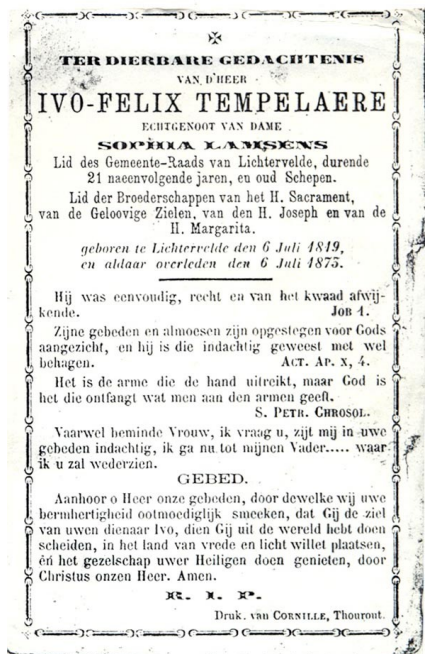 TER DIERBARE GEDACHTENIS
VAN D'HEER
IVO-FELIX TEMPELAERE
ECHTGENOOT VAN DAME
SOPHIA LAMSENS
Lid des Gemeente-Raads van Lichtervelde, durende
21 naeenvolgende jaren, en oud Schepen.
Lid der Broederschappen van het H. Sacrament,
van de Geloovige Zielen, van den H. Joseph en van de
H. Margarita.
geboren te Lichtervelde den 6 Juli 1819,
en aldaar overleden den 6 Juli 1875.
Hij was eenvoudig, recht en van het kwaad afwij-
kende. JOB 1.
Zijne gebeden en almoesen zijn opgestegen voor Gods
aangezicht, en hij is die indachtig geweest met wel
behagen. ACT. AP. X, 4.
Het is de arme die de hand uitreikt, maar God is
het die ontfangt wat men aan den armen geeft.
S. PETR. CHROSOL.
Vaarwel beminde Vrouw, ik vraag u, zijt mij in uwe
gebeden indachtig, ik ga nu tot mijnen Vader..... waar
ik u zal wederzien.
GEBED.
Aanhoor o Heer onze gebeden, door dewelke wij uwe
bermhertigheid ootmoediglijk smeeken, dat Gij de ziel
van uwen dienaar Ivo, dien Gij uit de wereld hebt doen
scheiden, in het land van vrede en licht willet plaatsen,
èn het gezelschap uwer Heiligen doen genieten, door
Christus onzen Heer. Amen.
R. I. P.
Druk. van CORNILLE, Thourout.